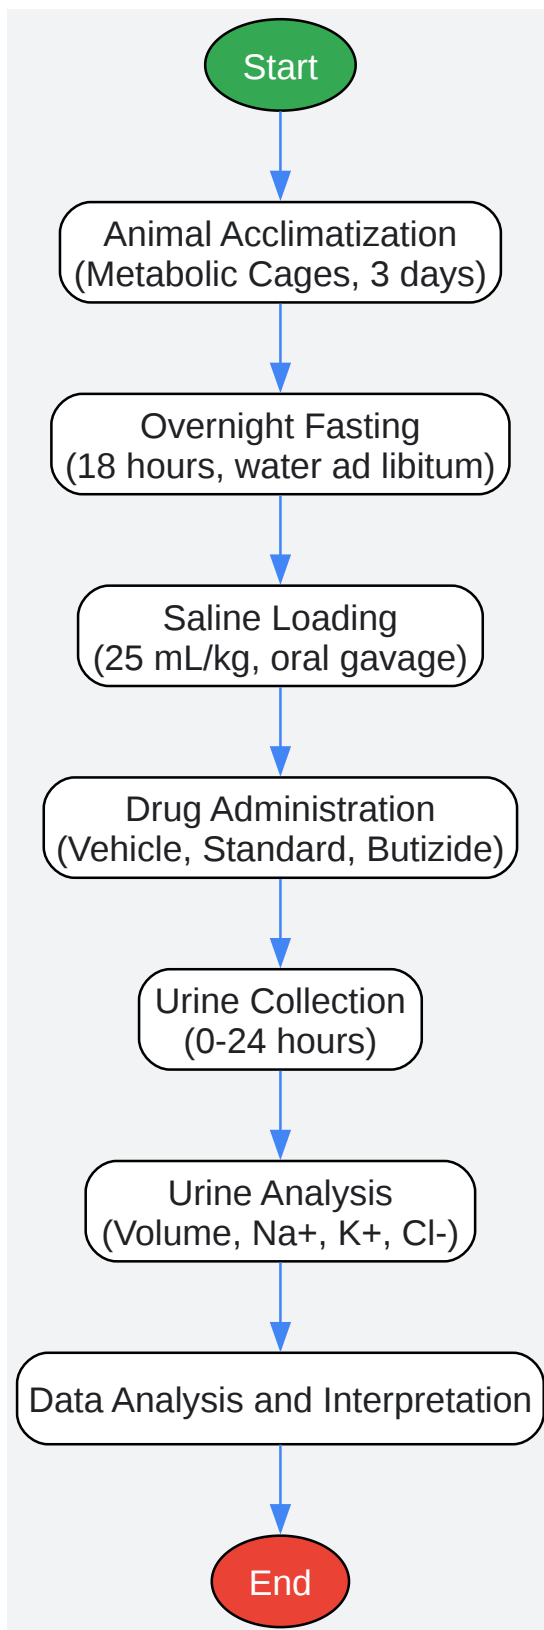 Start
Animal Acclimatization
(Metabolic Cages, 3 days)
Overnight Fasting
(18 hours, water ad libitum)
Saline Loading
(25 mL/kg, oral gavage)
Drug Administration
(Vehicle, Standard, Butizide)
Urine Collection
(0-24 hours)
Urine Analysis
(Volume, Na+, K+, Cl-)
Data Analysis and Interpretation
End